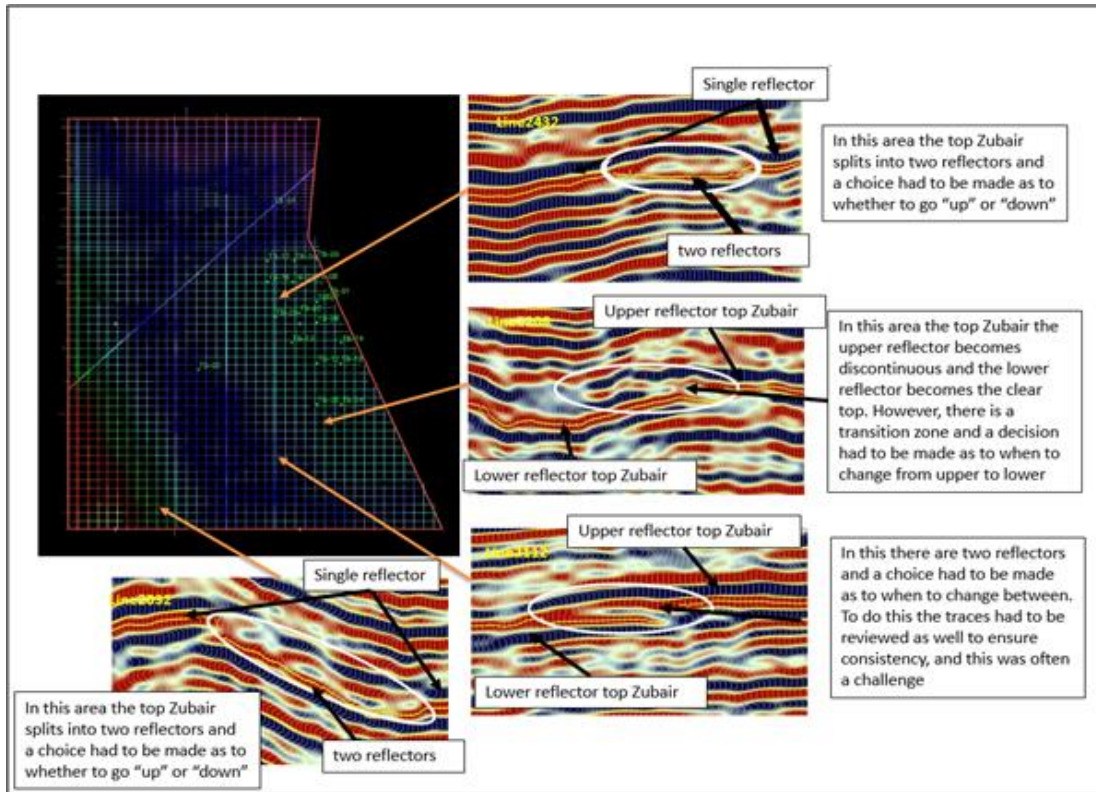 Single reflector
Line2432
In this area the top Zubair
splits into two reflectors and
a choice had to be made as to
whether to go “up” or “down”
two reflectors
Upper reflector top Zubair
In this area the top Zubair the
upper reflector becomes
discontinuous and the lower
reflector becomes the clear
top. However, there is a
transition zone and a decision
had to be made as to when to
change from upper to lower
Lower reflector top Zubair
Upper reflector top Zubair
In this there are two reflectors
and a choice had to be made
as to when to change between.
To do this the traces had to be
reviewed as well to ensure
consistency, and this was often
a challenge
Lower reflector top Zubair
Single reflector
In this area the top Zubair
splits into two reflectors and
a choice had to be made as to
whether to go “up” or “down”
two reflectors